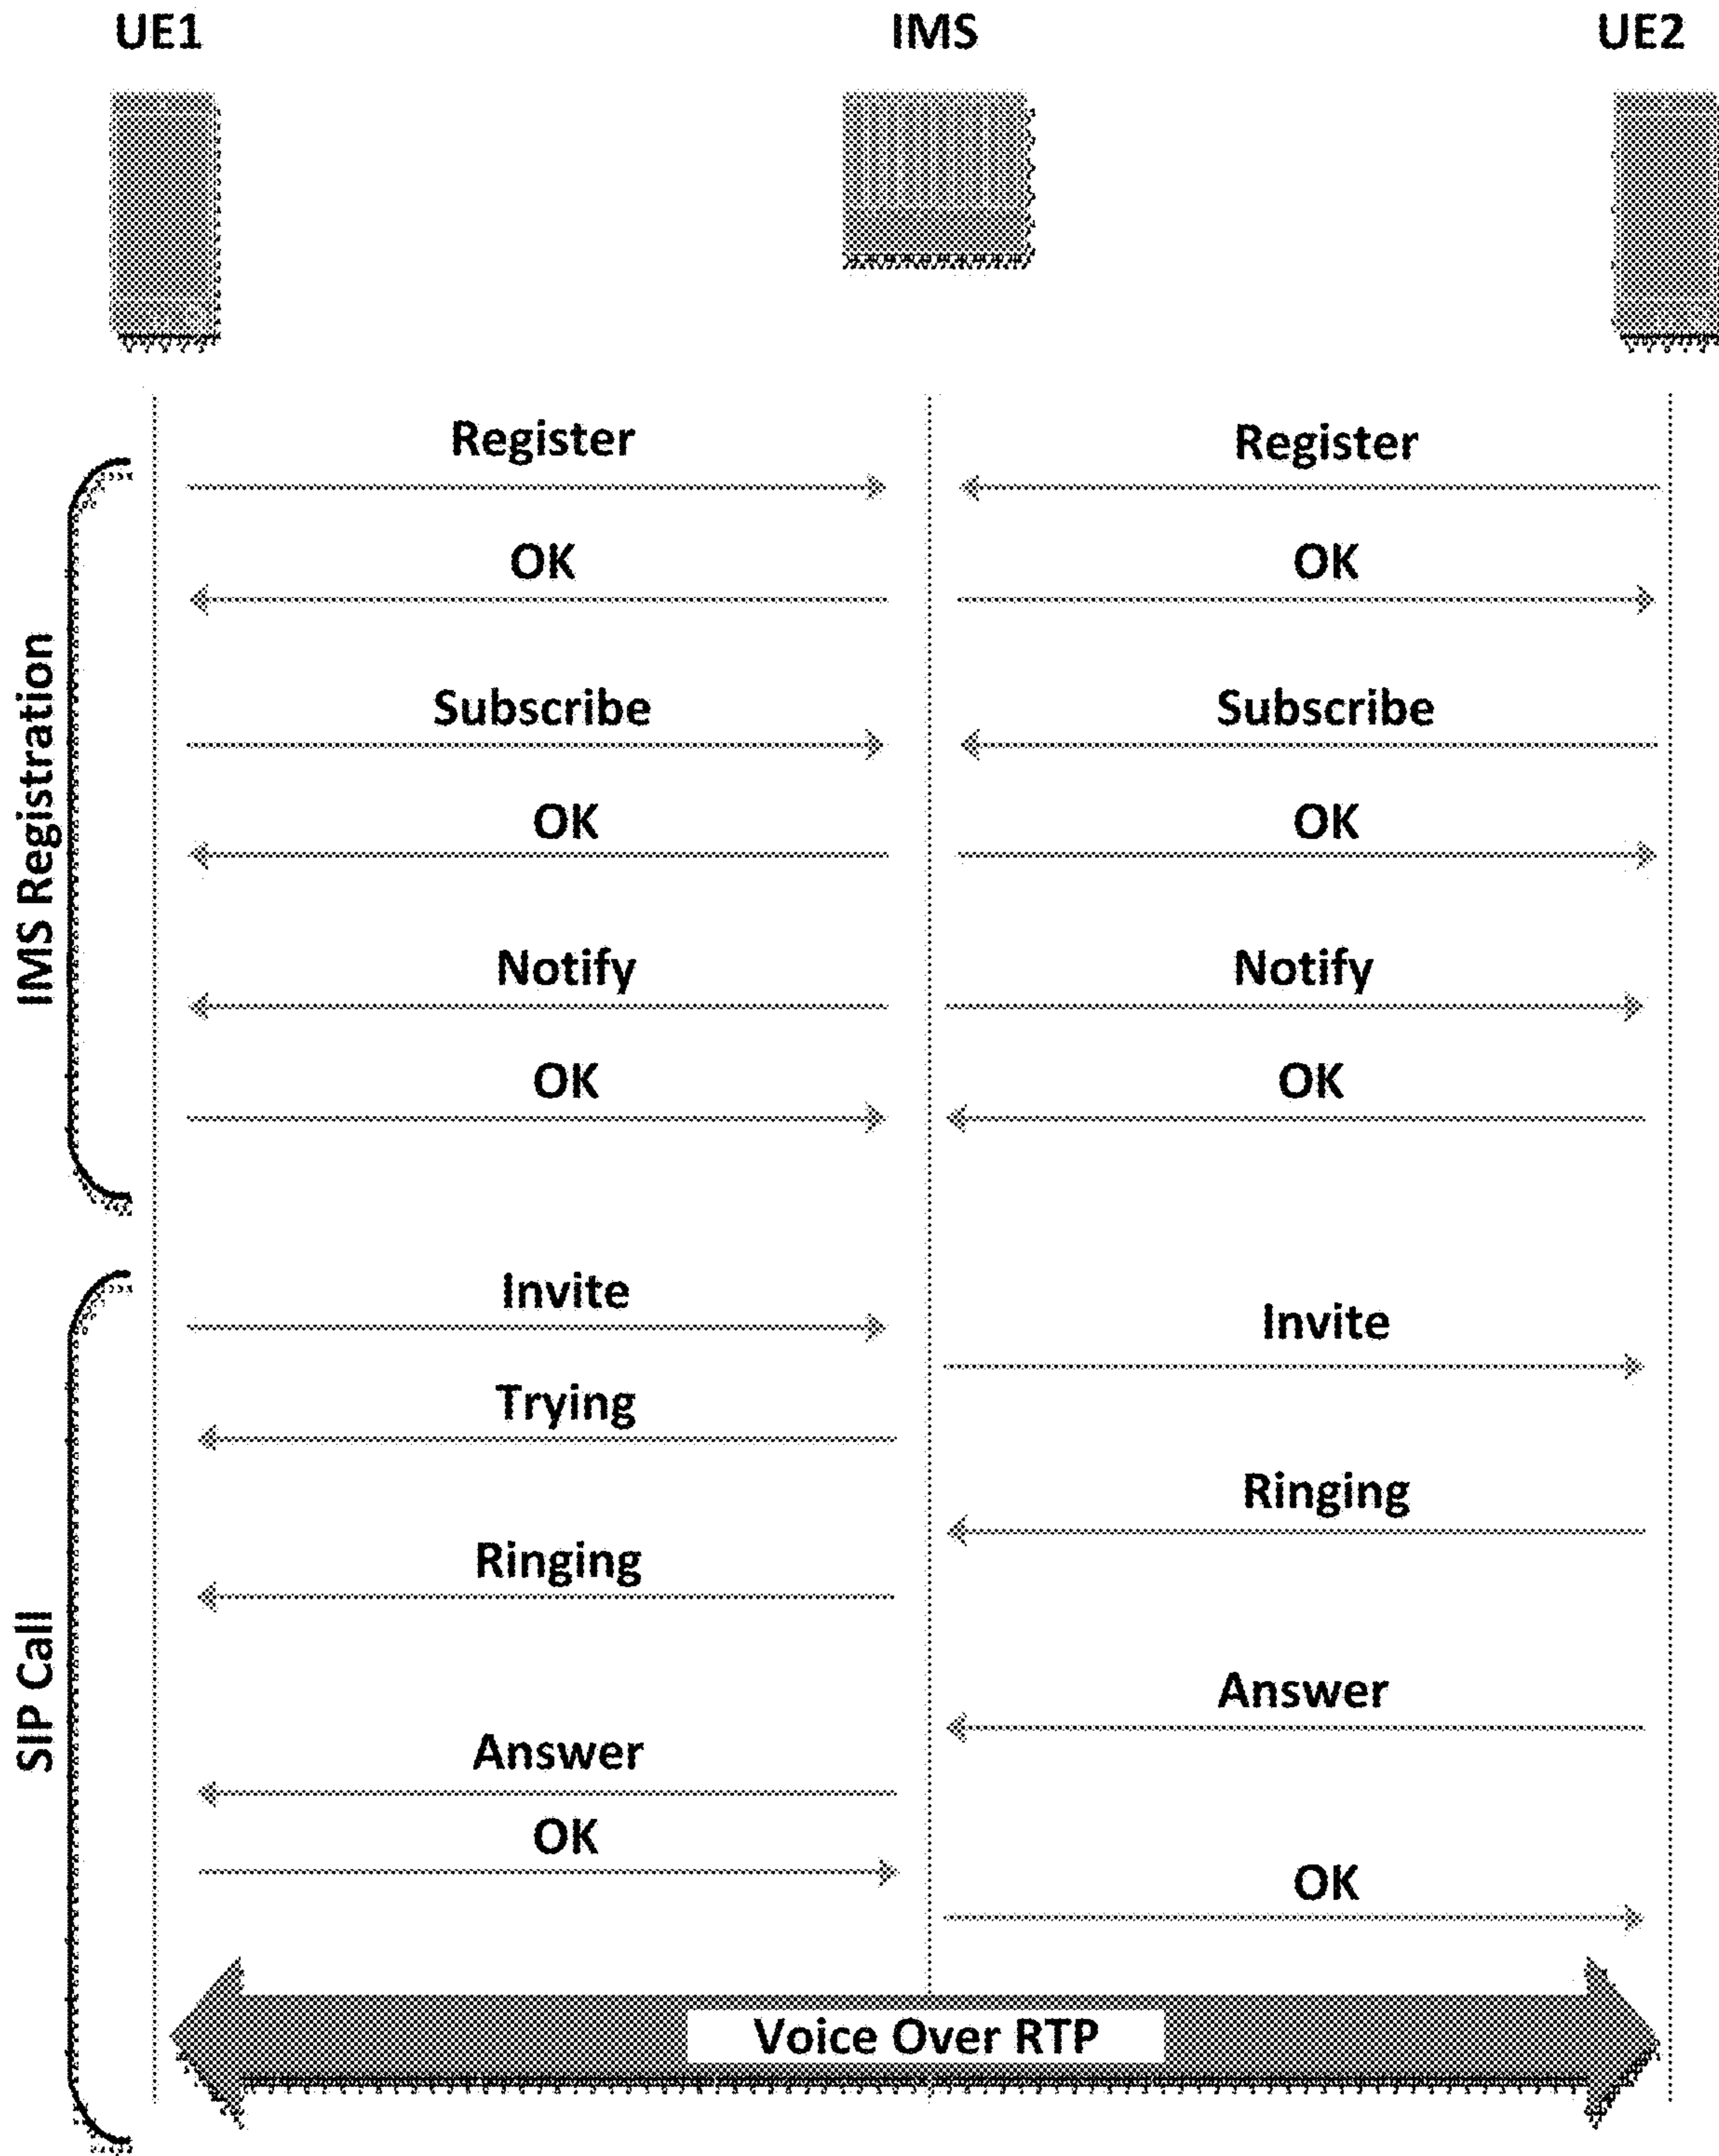 UE1
IMS
UE2
Register
Register
OK
OK
Subscribe
Subscribe
OK
OK
Notify
Notify
OK
OK
IMS Registration
Invite
Invite
Trying
Ringing
Ringing
Answer
Answer
OK
OK
SIP Call
Voice Over RTP